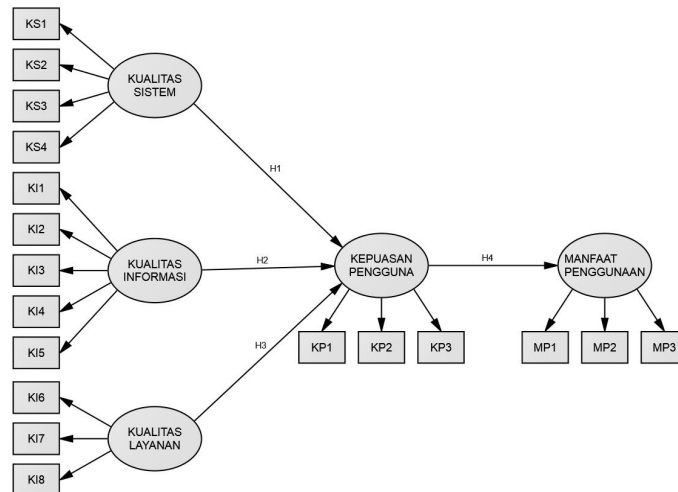 KS1
KS2
KS3
KS4
KUALITAS
SISTEM
H1
KI1
KI2
KI3
KI4
KI5
KUALITAS
INFORMASI
H2
KEPUASAN
PENGGUNA
H4
MANFAAT
PENGGUNAAN
H3
KP1
KP2
KP3
MP1
MP2
MP3
KI6
KI7
KI8
KUALITAS
LAYANAN